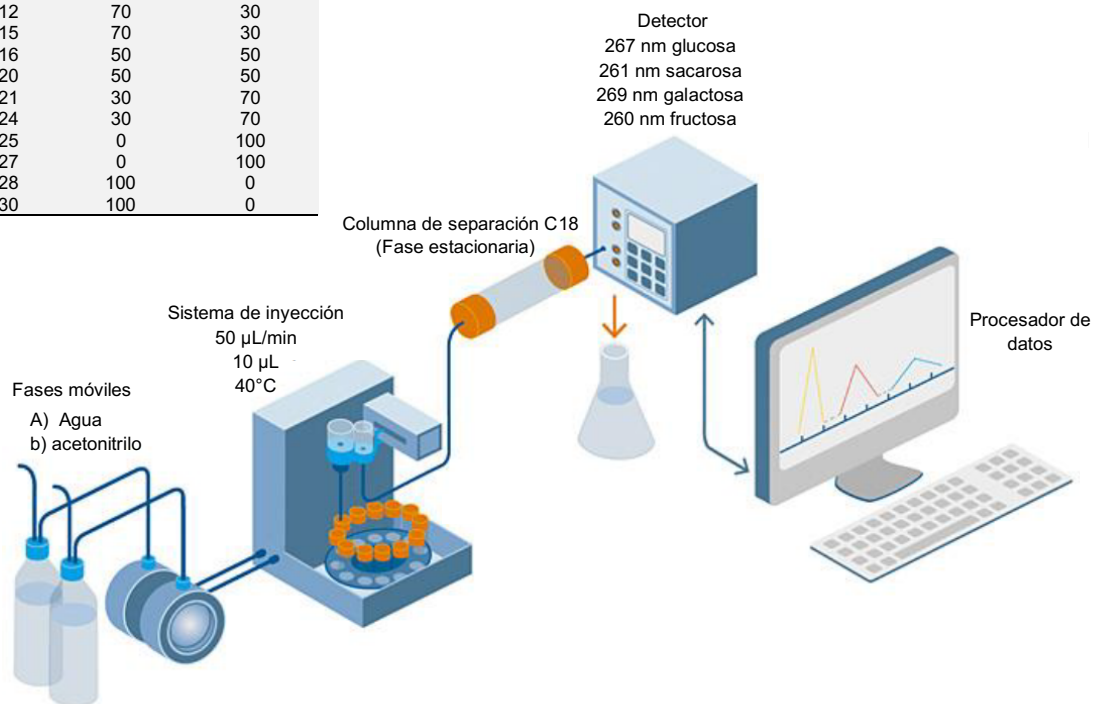 12 70 30
15 70 30
16 50 50
20 50 50
21 30 70
24 30 70
25 0 100
27 0 100
28 100 0
30 100 0
Detector
267 nm glucosa
261 nm sacarosa
269 nm galactosa
260 nm fructosa
Columna de separación C18
(Fase estacionaria)
Sistema de inyección
50 µL/min
10 µL
40°C
Procesador de
datos
Fases móviles
A) Agua
b) acetonitrilo